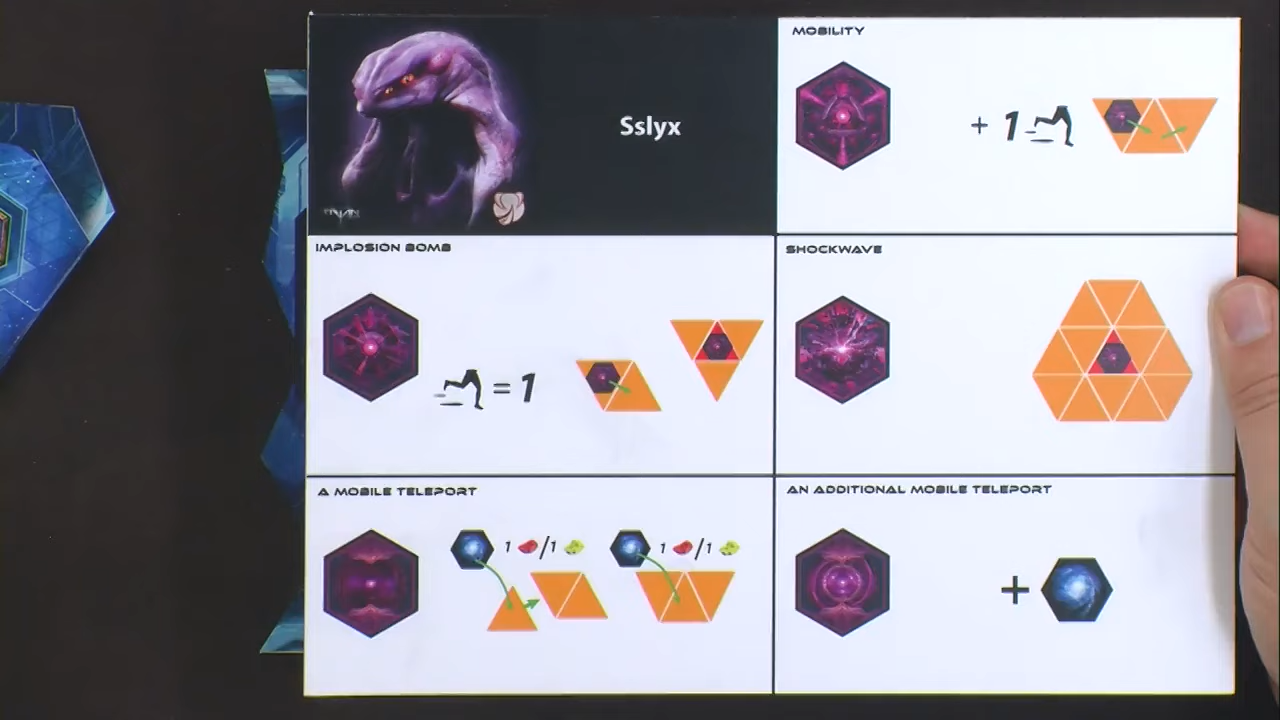 Sslyx
MOBILITY
+ 1
IMPLOSION BOMB
= 1
SHOCKWAVE
A MOBILE TELEPORT
1 /1
1 /1
AN ADDITIONAL MOBILE TELEPORT
+